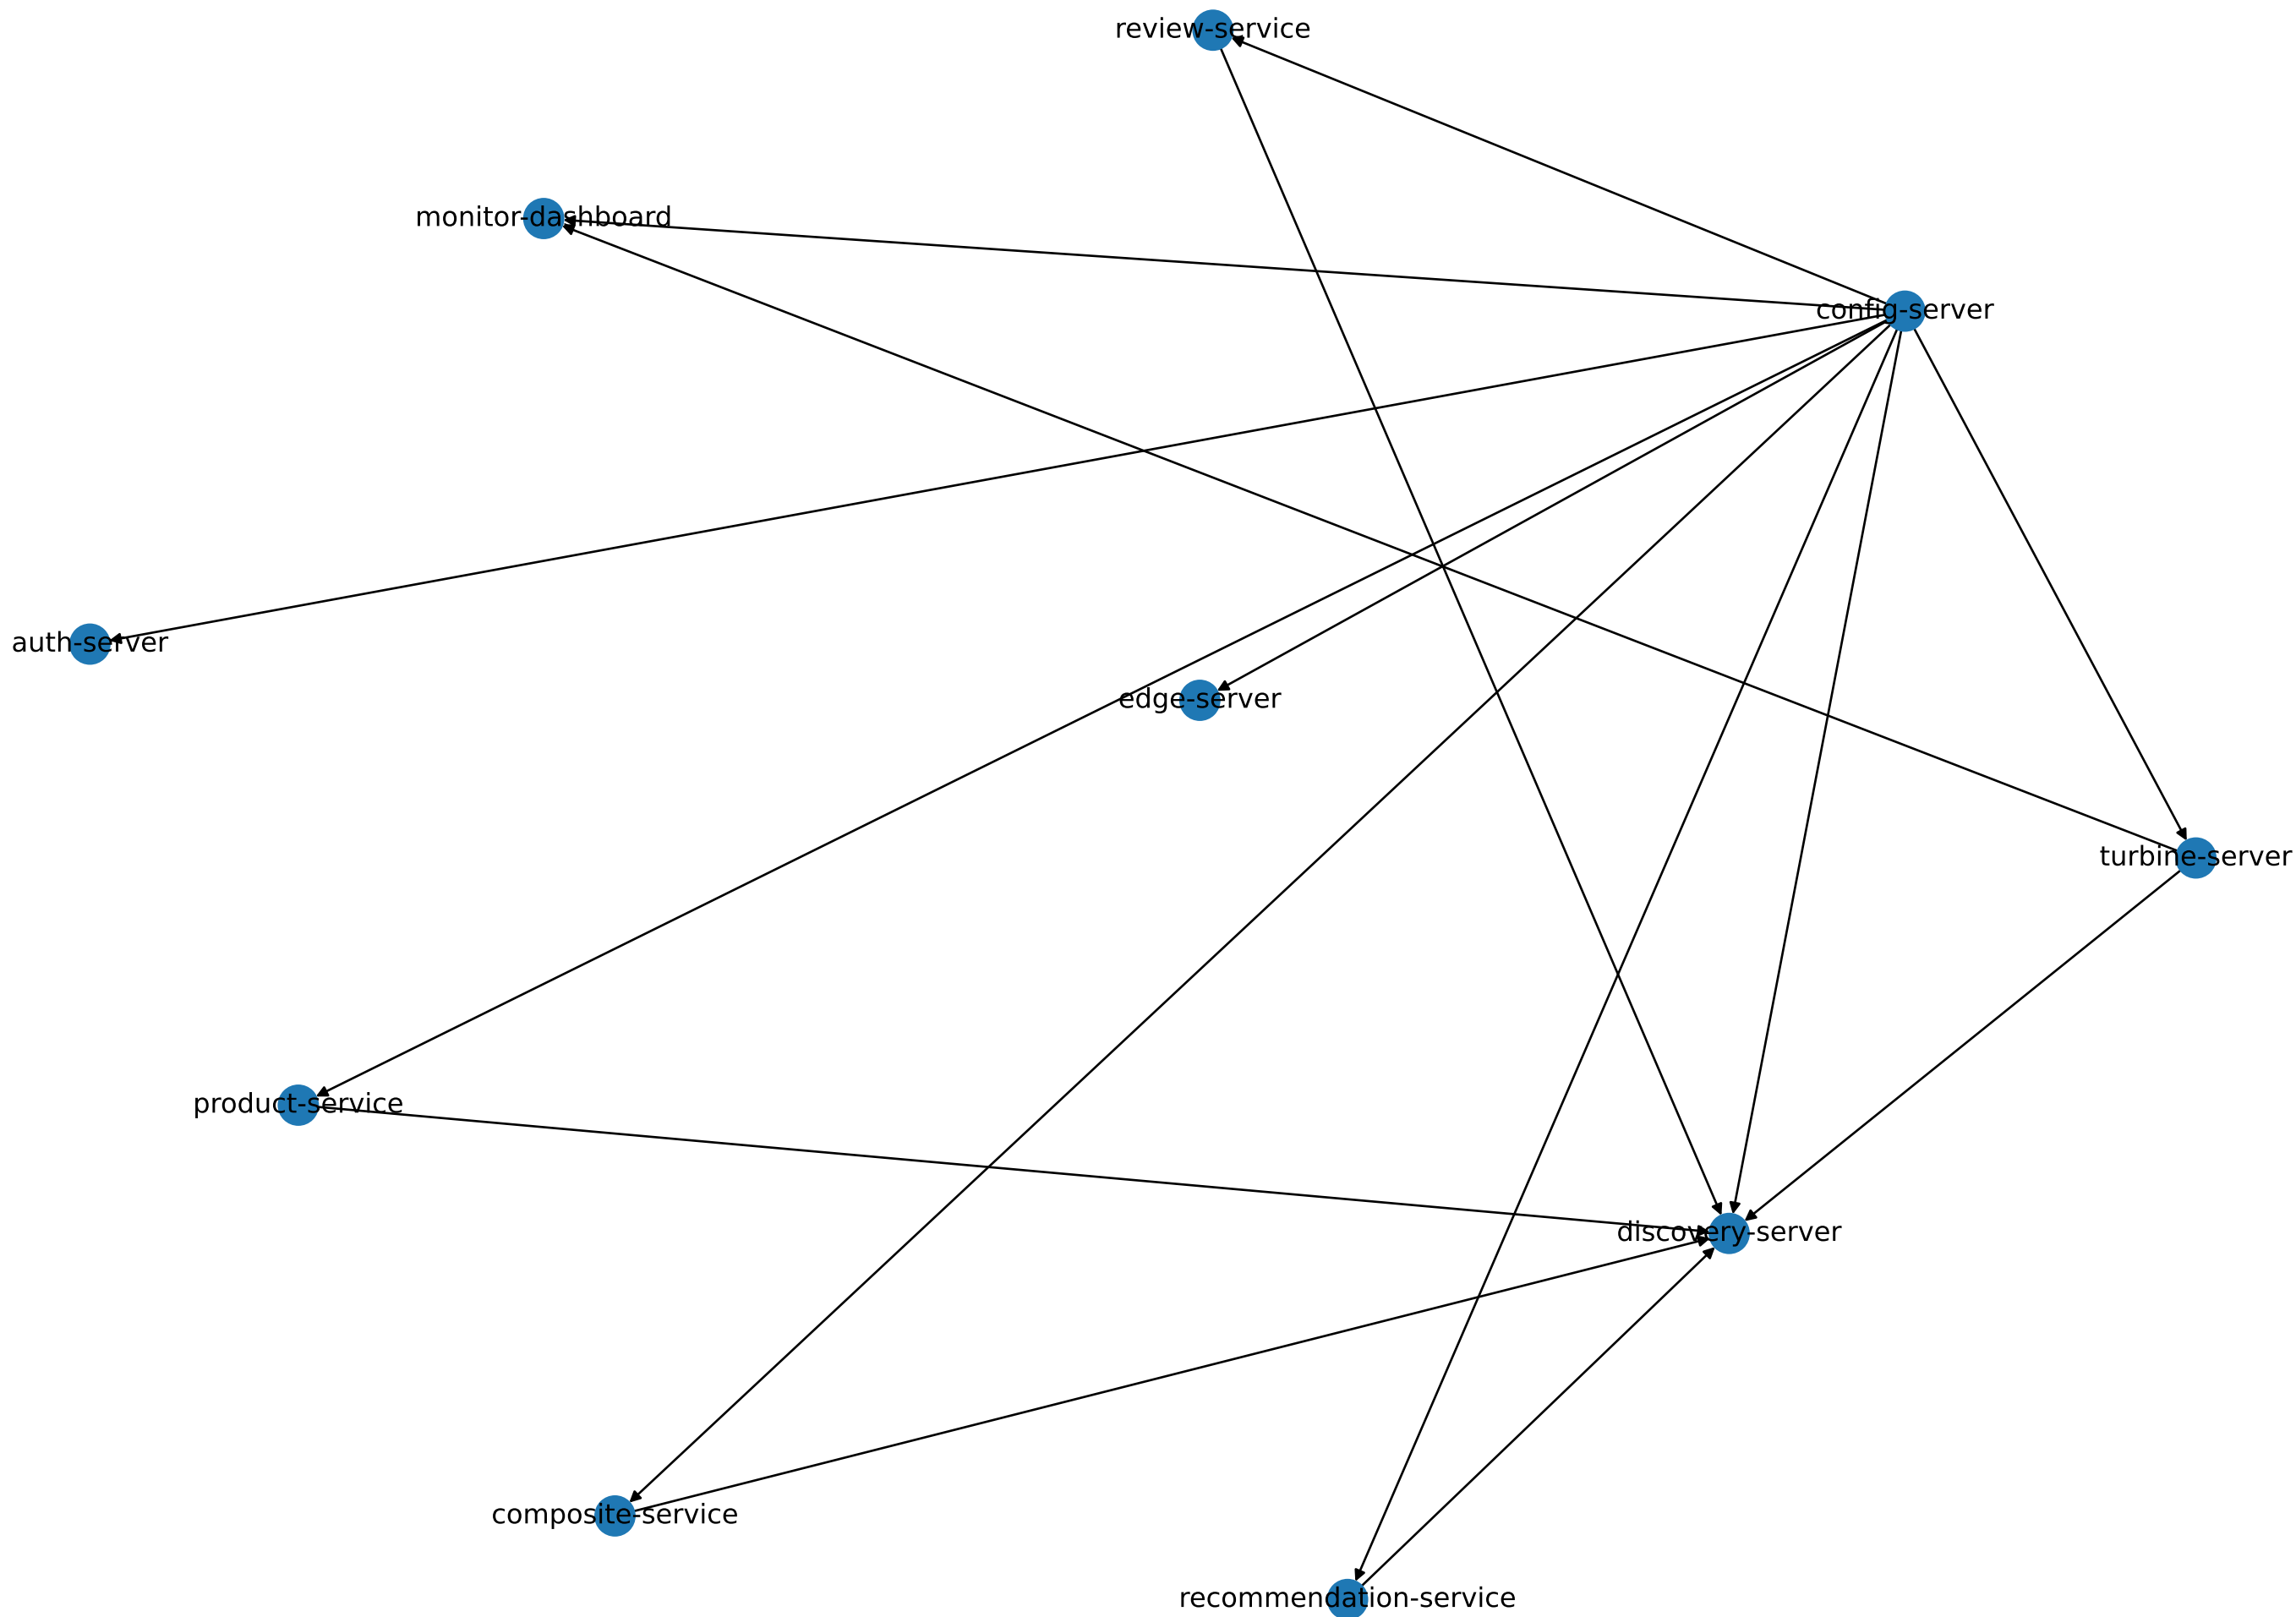 review-service
monitor-dashboard
config-server
auth-server
edge-server
turbine-server
product-service
discovery-server
composite-service
recommendation-service